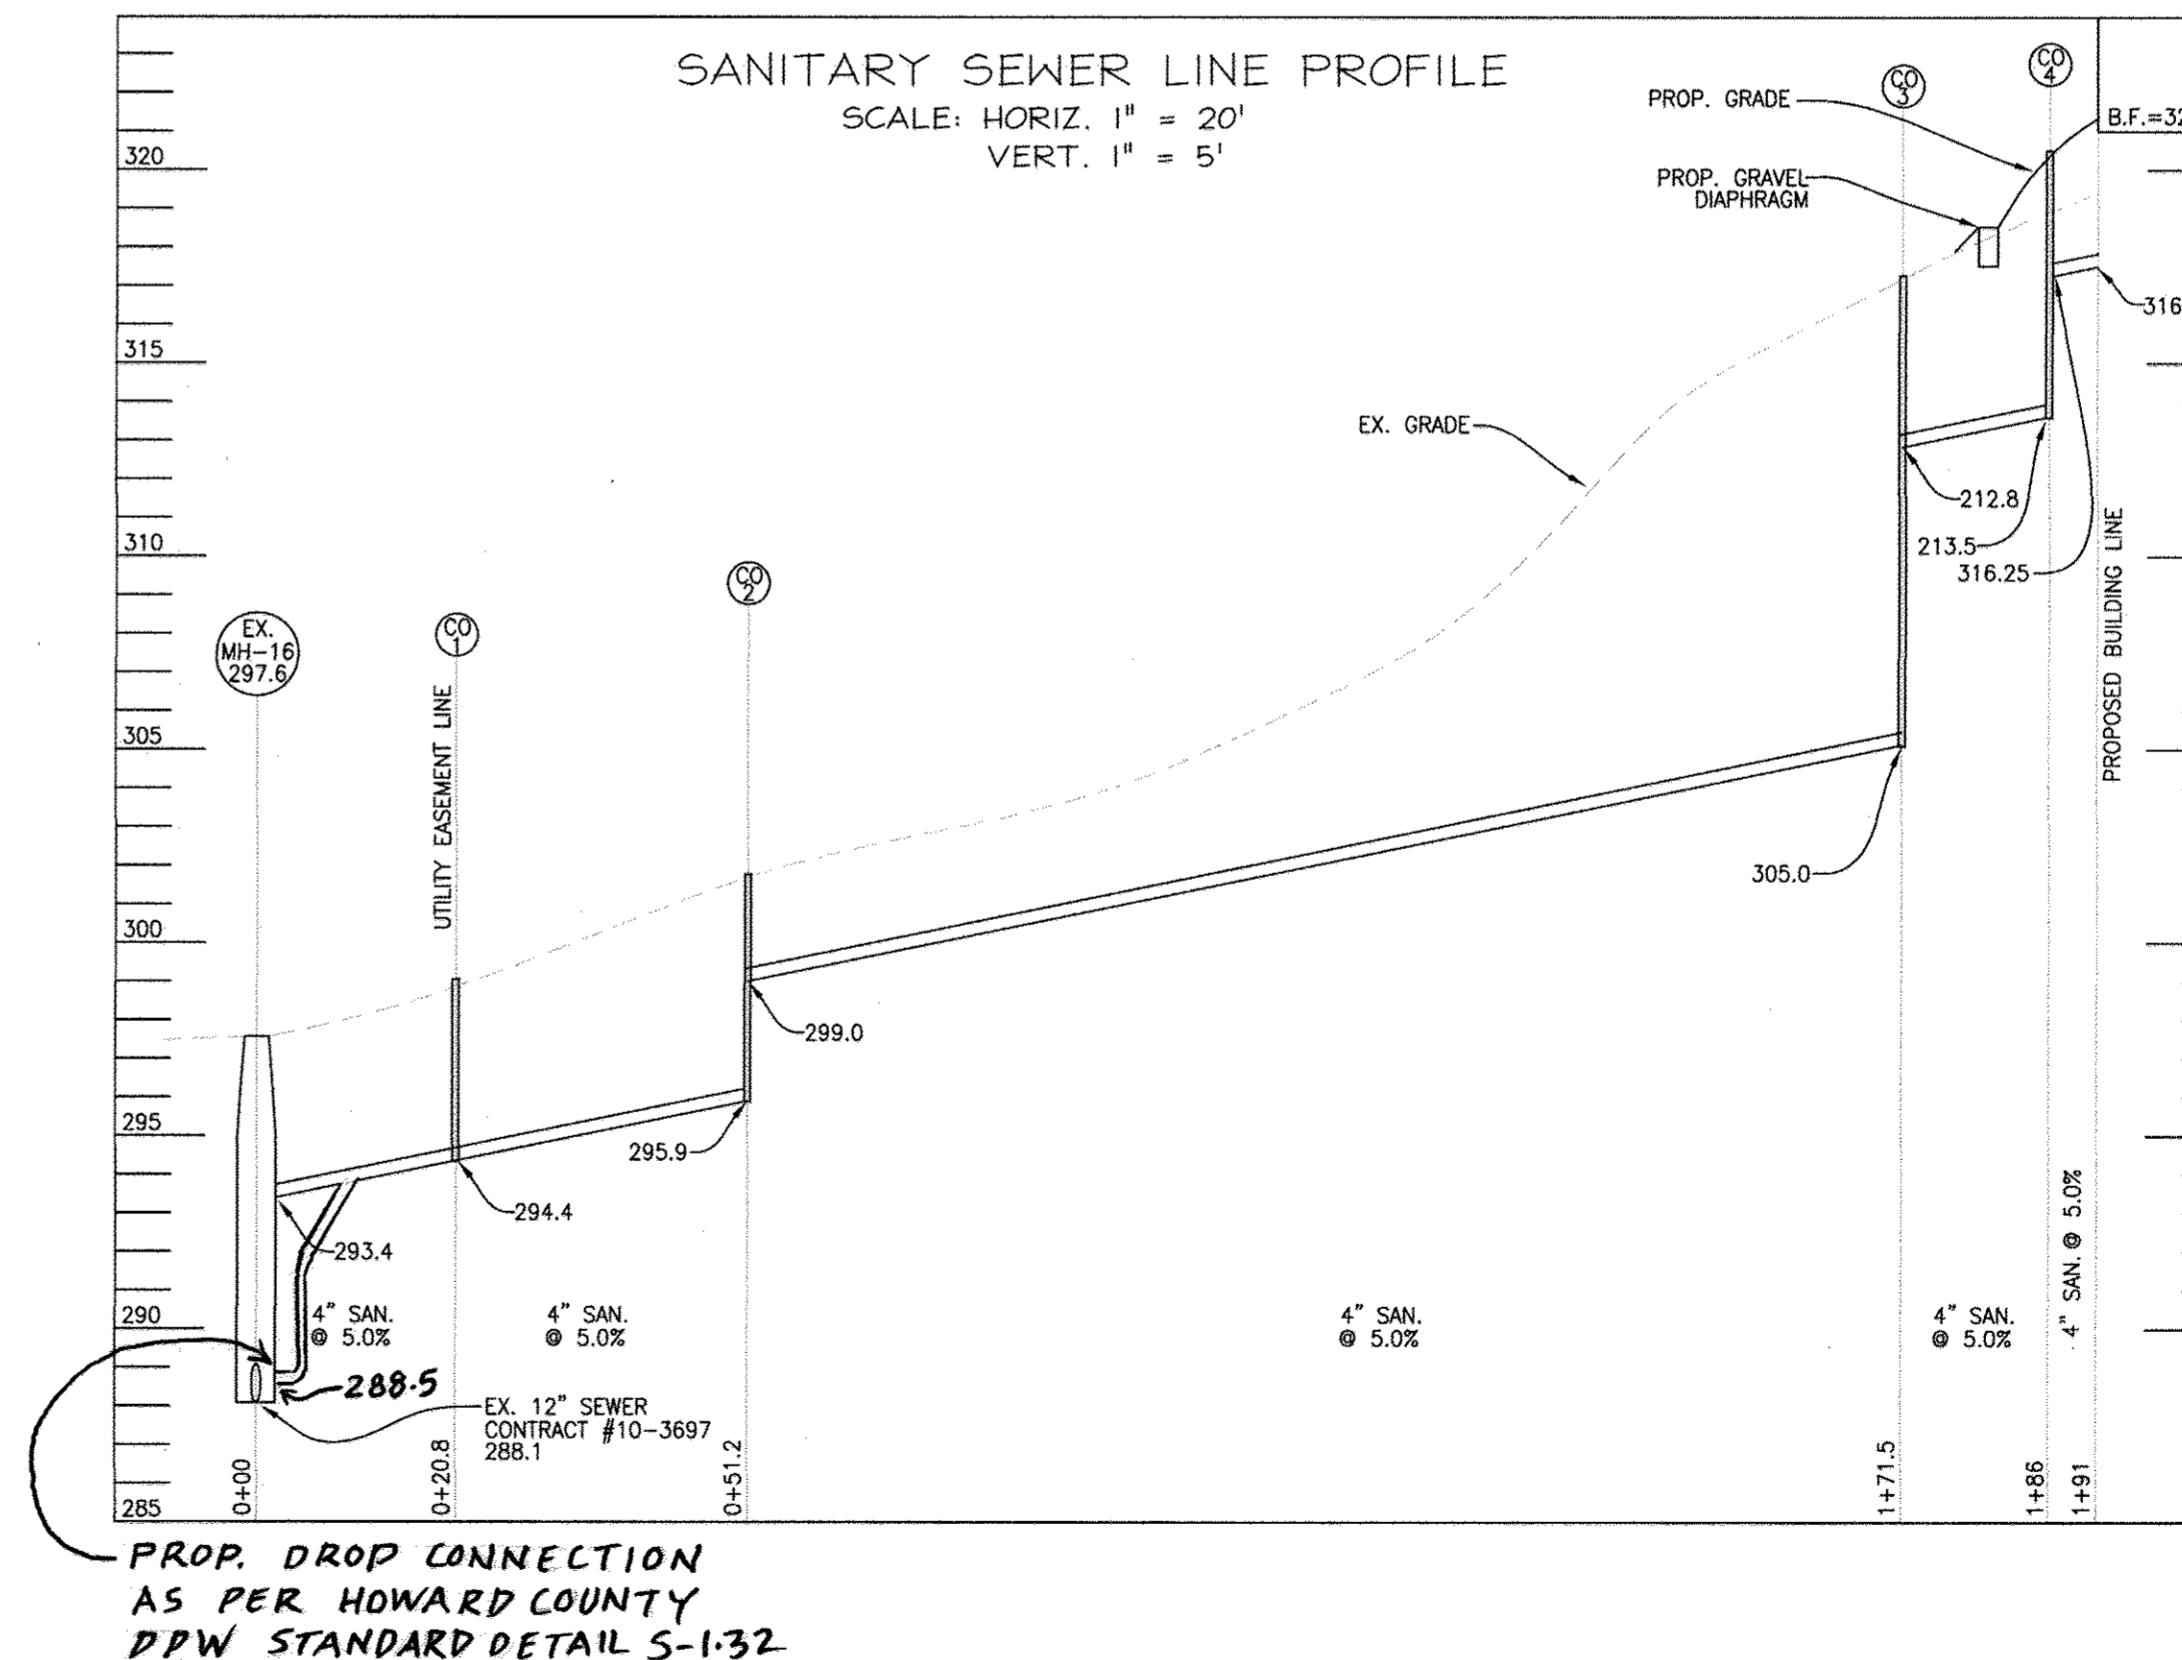 SANITARY SEWER LINE PROFILE
SCALE: HORIZ. 1" = 20'
VERT. 1" = 5'
CO
3
CO
4
PROP. GRADE
B.F.=32
PROP. GRAVEL
DIAPHRAGM
320
316
315
EX. GRADE
212.8
213.5
316.25
310
CO
2
EX.
MH-16
297.6
CO
1
UTILITY EASEMENT LINE
PROPOSED BUILDING LINE
305
305.0
300
299.0
295
295.9
294.4
293.4
290
4" SAN.
@ 5.0%
4" SAN.
@ 5.0%
4" SAN.
@ 5.0%
4" SAN.
@ 5.0%
4" SAN. @ 5.0%
288.5
EX. 12" SEWER
CONTRACT #10-3697
288.1
285
0+00
0+20.8
0+51.2
1+71.5
1+86
1+91
PROP. DROP CONNECTION
AS PER HOWARD COUNTY
DPW STANDARD DETAIL S-1.32